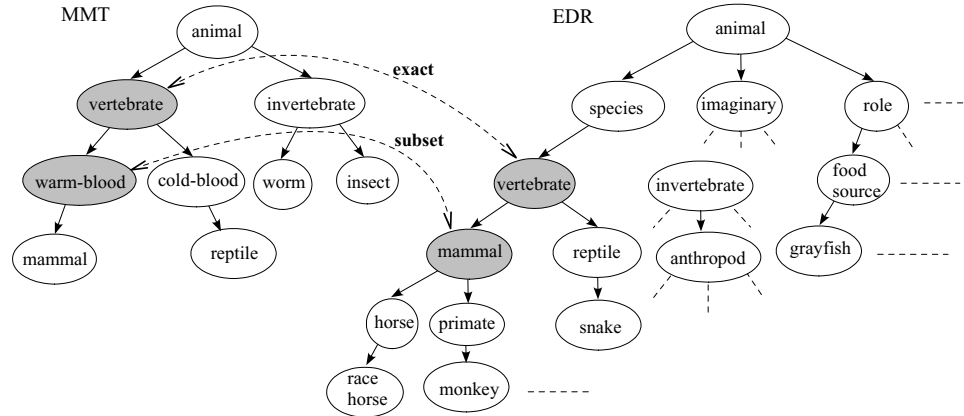 MMT
EDR
animal
animal
exact
vertebrate
invertebrate
species
imaginary
role
subset
warm-blood
cold-blood
worm
insect
vertebrate
invertebrate
food
source
mammal
reptile
mammal
reptile
anthropod
grayfish
horse
primate
snake
race
horse
monkey